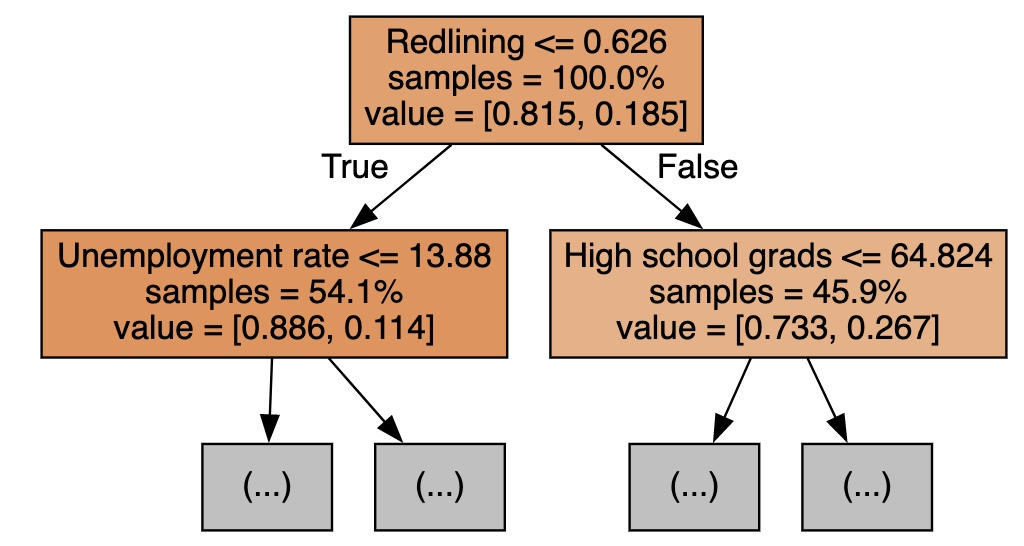 Redlining <= 0.626
samples = 100.0%
value = [0.815, 0.185]
True
False
Unemployment rate <= 13.88
samples = 54.1%
value = [0.886, 0.114]
High school grads <= 64.824
samples = 45.9%
value = [0.733, 0.267]
(...)
(...)
(...)
(...)